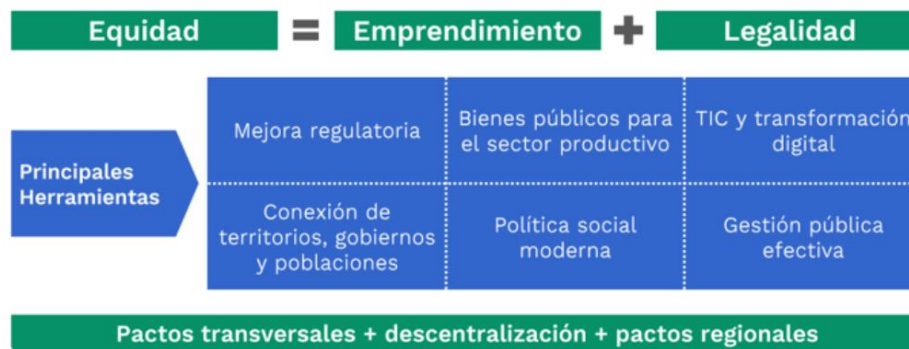 Equidad = Emprendimiento + Legalidad
Principales
Herramientas
Mejora regulatoria
Bienes públicos para
el sector productivo
TIC y transformación
digital
Conexión de
territorios, gobiernos
y poblaciones
Política social
moderna
Gestión pública
efectiva
Pactos transversales + descentralización + pactos regionales